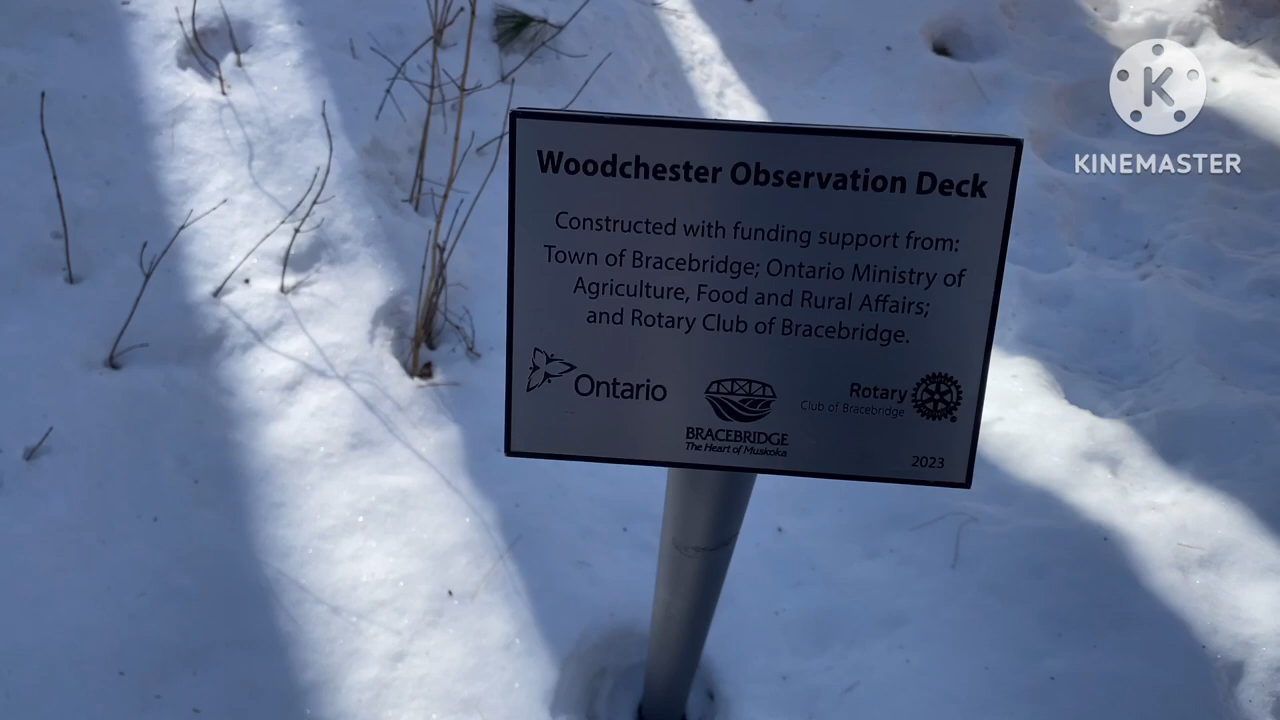 Woodchester Observation Deck
Constructed with funding support from:
Town of Bracebridge; Ontario Ministry of
Agriculture, Food and Rural Affairs;
and Rotary Club of Bracebridge.
Ontario
BRACEBRIDGE
The Heart of Muskoka
Rotary
Club of Bracebridge
2023
K
KINEMASTER